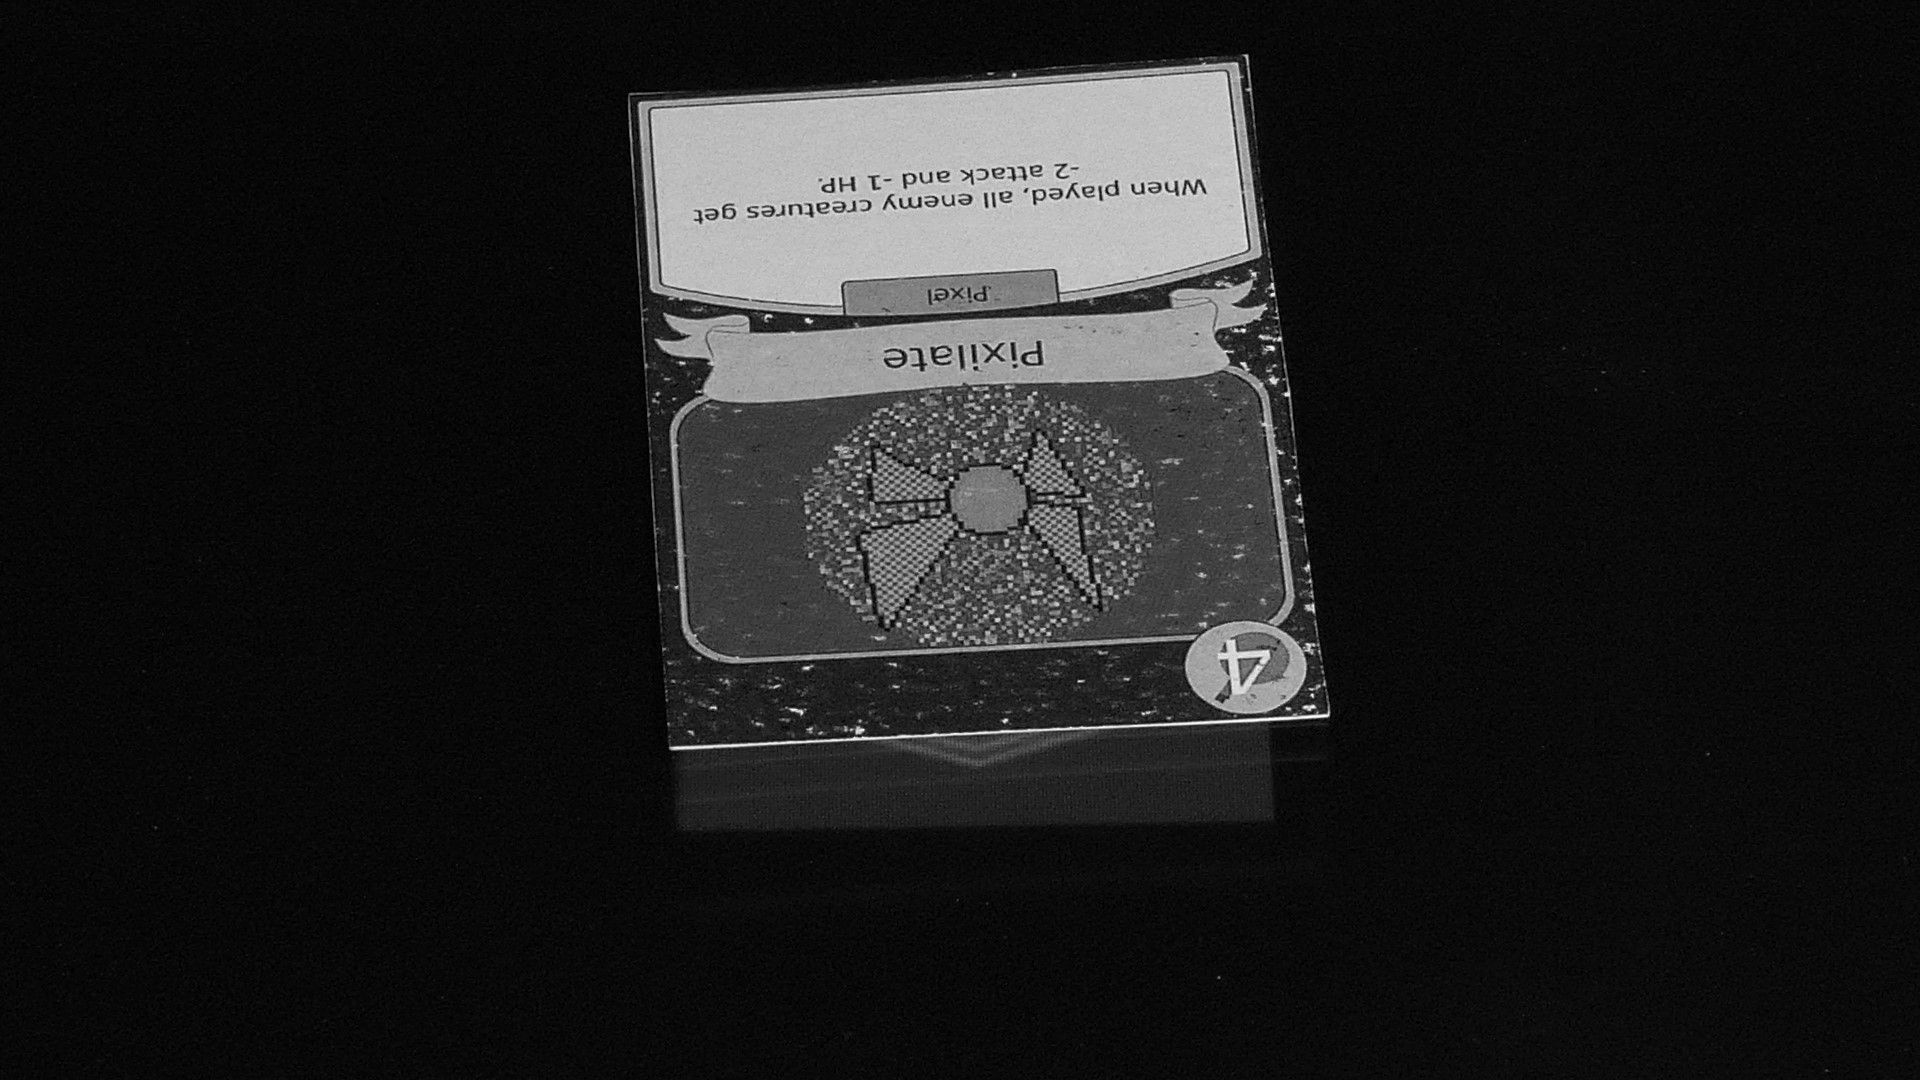 4
Pixilate
Pixel
When played, all enemy creatures get
-2 attack and -1 HP.